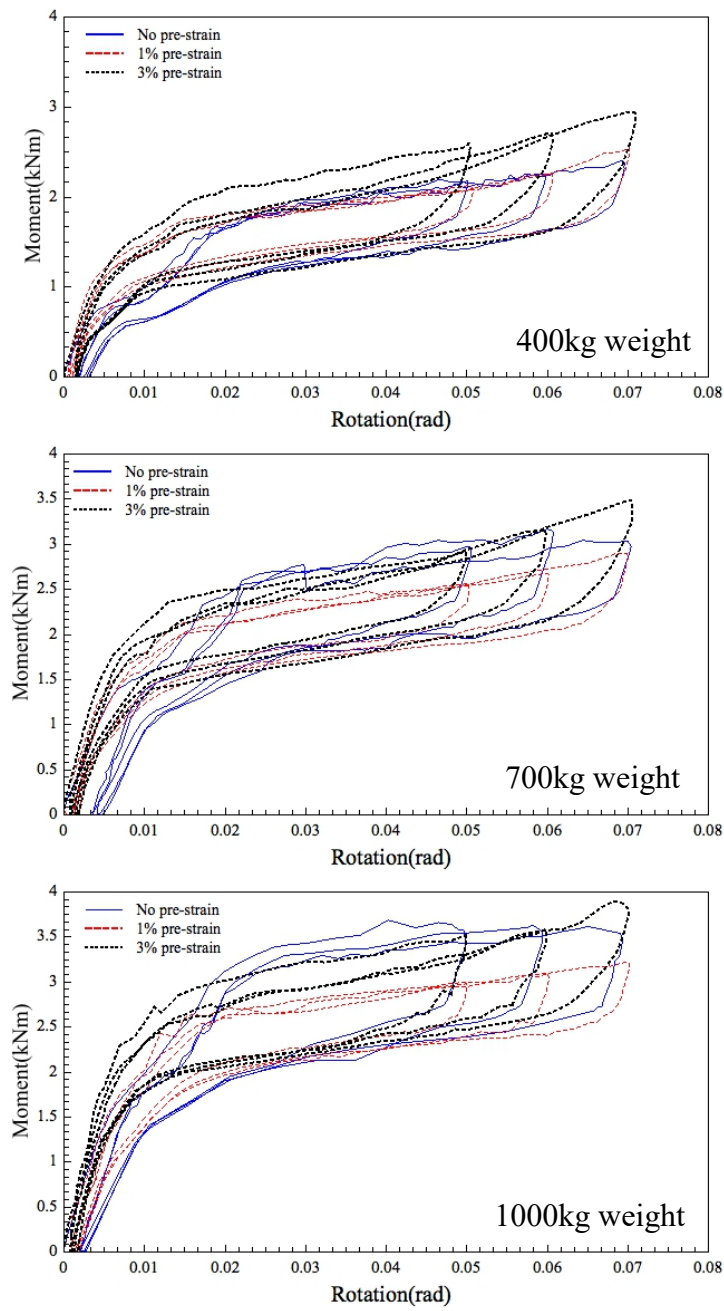 4
No pre-strain
1% pre-strain
3% pre-strain
3
2
1
0
Moment(kNm)
400kg weight
0 0.01 0.02 0.03 0.04 0.05 0.06 0.07 0.08
Rotation(rad)
4
No pre-strain
1% pre-strain
3% pre-strain
3.5
3
2.5
2
1.5
1
0.5
0
Moment(kNm)
700kg weight
0 0.01 0.02 0.03 0.04 0.05 0.06 0.07 0.08
Rotation(rad)
4
No pre-strain
1% pre-strain
3% pre-strain
3.5
3
2.5
2
1.5
1
0.5
0
Moment(kNm)
1000kg weight
0 0.01 0.02 0.03 0.04 0.05 0.06 0.07 0.08
Rotation(rad)